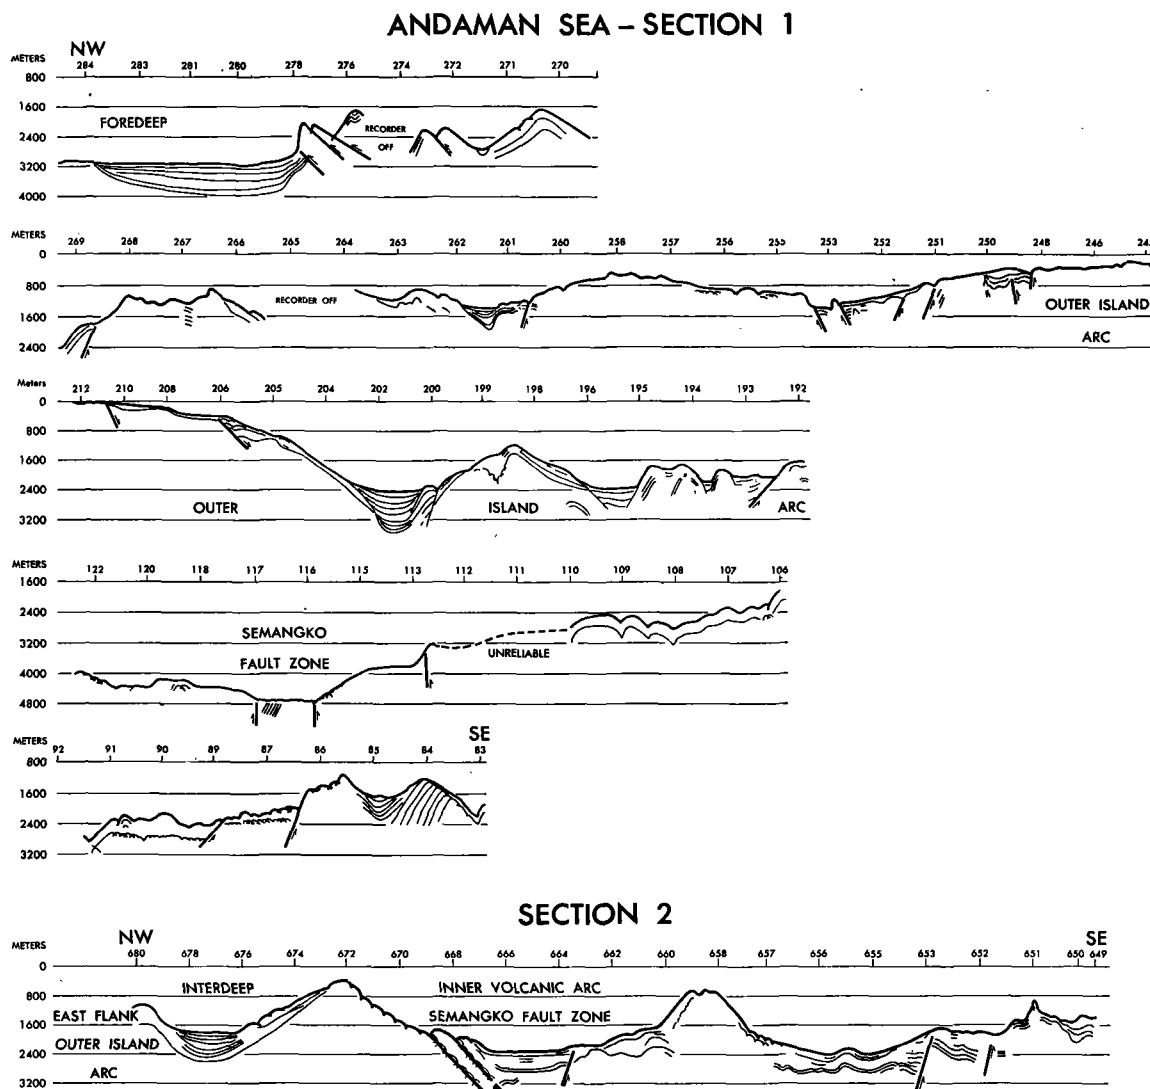 ANDAMAN SEA – SECTION 1
NW
METERS 284 283 281 280 278 276 274 272 271 270
800
1600
FOREDEEP
RECORDER
2400
OFF
3200
4000
METERS 269 268 267 266 265 264 263 262 261 260 258 257 256 254 253 252 251 250 248 246 24
0
800
RECORDER OFF
OUTER ISLAND
1600
2400
ARC
Meters 212 210 208 206 205 204 202 200 199 198 196 195 194 193 192
0
800
1600
2400
OUTER ISLAND ARC
3200
METERS 122 120 118 117 116 115 113 112 111 110 109 108 107 106
1600
2400
SEMANGKO
3200
UNRELIABLE
FAULT ZONE
4000
4800
SE
METERS 92 91 90 89 87 86 85 84 83
800
1600
2400
3200
SECTION 2
NW SE
METERS 680 678 676 674 672 670 668 666 664 662 660 658 657 656 655 653 652 651 650 649
0
INTERDEEP INNER VOLCANIC ARC
800
EAST FLANK SEMANGKO FAULT ZONE
1600
OUTER ISLAND
2400
ARC
3200